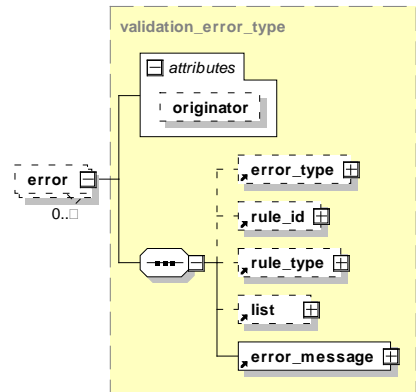 validation_error_type
attributes
originator
error
0..□
error_type
rule_id
rule_type
list
error_message